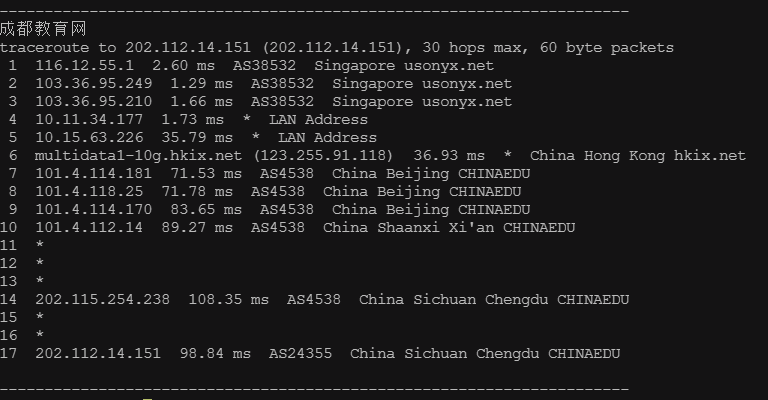 ----------------------------------------------------------------------
成都教育网
traceroute to 202.112.14.151 (202.112.14.151), 30 hops max, 60 byte packets
 1  116.12.55.1  2.60 ms  AS38532  Singapore usonyx.net
 2  103.36.95.249  1.29 ms  AS38532  Singapore usonyx.net
 3  103.36.95.210  1.66 ms  AS38532  Singapore usonyx.net
 4  10.11.34.177  1.73 ms  *  LAN Address
 5  10.15.63.226  35.79 ms  *  LAN Address
 6  multidata1-10g.hkix.net (123.255.91.118)  36.93 ms  *  China Hong Kong hkix.net
 7  101.4.114.181  71.53 ms  AS4538  China Beijing CHINAEDU
 8  101.4.118.25  71.78 ms  AS4538  China Beijing CHINAEDU
 9  101.4.114.170  83.65 ms  AS4538  China Beijing CHINAEDU
10  101.4.112.14  89.27 ms  AS4538  China Shaanxi Xi'an CHINAEDU
11  *
12  *
13  *
14  202.115.254.238  108.35 ms  AS4538  China Sichuan Chengdu CHINAEDU
15  *
16  *
17  202.112.14.151  98.84 ms  AS24355  China Sichuan Chengdu CHINAEDU
----------------------------------------------------------------------